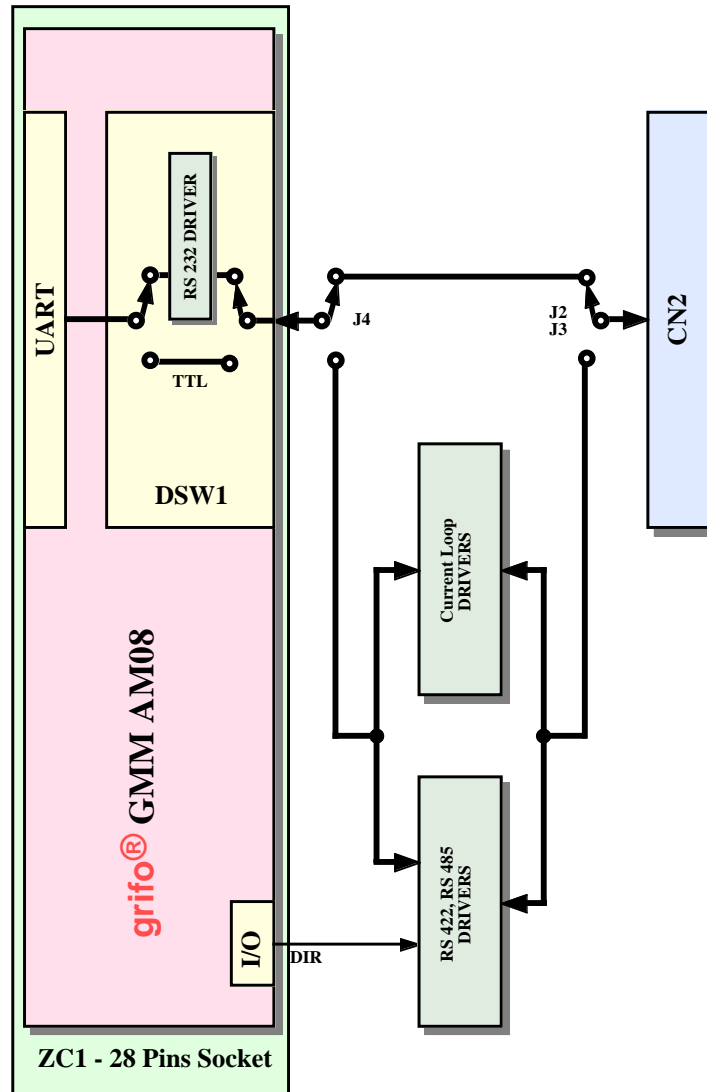 UART
RS 232 DRIVER
TTL
DSW1
J4
J2
J3
CN2
Current Loop
DRIVERS
grifo® GMM AM08
RS 422, RS 485
DRIVERS
I/O
DIR
ZC1 - 28 Pins Socket